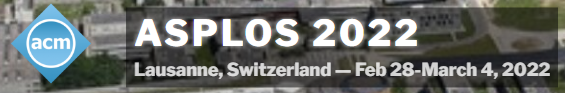 acm
ASPLOS 2022
Lausanne, Switzerland — Feb 28-March 4, 2022